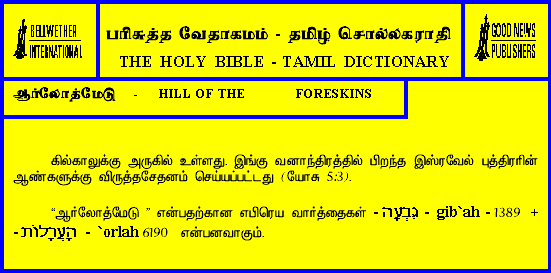 BELLWETHER
INTERNATIONAL
பரிசுத்த வேதாகமம் - தமிழ் சொல்லகராதி
THE HOLY BIBLE - TAMIL DICTIONARY
GOOD NEWS
PUBLISHERS
ஆர்லோத்மேடு - HILL OF THE FORESKINS
கில்காலுக்கு அருகில் உள்ளது. இங்கு வனாந்திரத்தில் பிறந்த இஸ்ரவேல் புத்திரரின்
ஆண்களுக்கு விருத்தசேதனம் செய்யப்பட்டது (யோசு 5:3).
“ஆர்லோத்மேடு ” என்பதற்கான எபிரெய வார்த்தைகள் - גִּבְעָה - gib`ah - 1389 +
- הָעֲרָלוֹת - `orlah 6190 என்பனவாகும்.